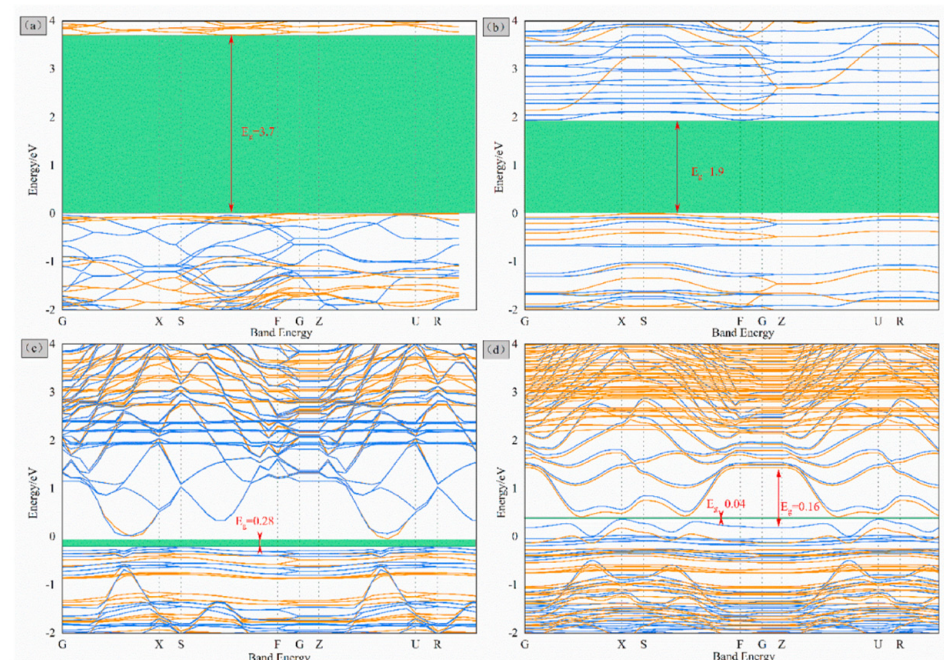 (a)
4
3
2
1
0
-1
-2
Energy/eV
Eg=3.7
G X S F G Z U R
Band Energy
(b)
4
3
2
1
0
-1
-2
Energy/eV
Eg=1.9
G X S F G Z U R
Band Energy
(c)
4
3
2
1
0
-1
-2
Energy/eV
Eg=0.28
G X S F G Z U R
Band Energy
(d)
4
3
2
1
0
-1
-2
Energy/eV
Eg=0.04
Eg=0.16
G X S F G Z U R
Band Energy